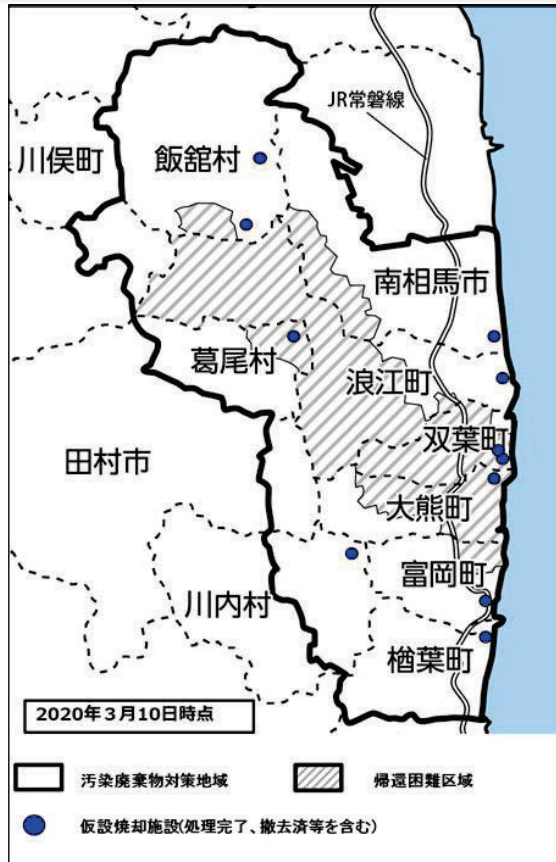 JR常磐線
川俣町
飯舘村
南相馬市
葛尾村
浪江町
双葉町
田村市
大熊町
富岡町
川内村
楢葉町
2020年3月10日時点
汚染廃棄物対策地域
帰還困難区域
仮設焼却施設(処理完了、撤去済等を含む)